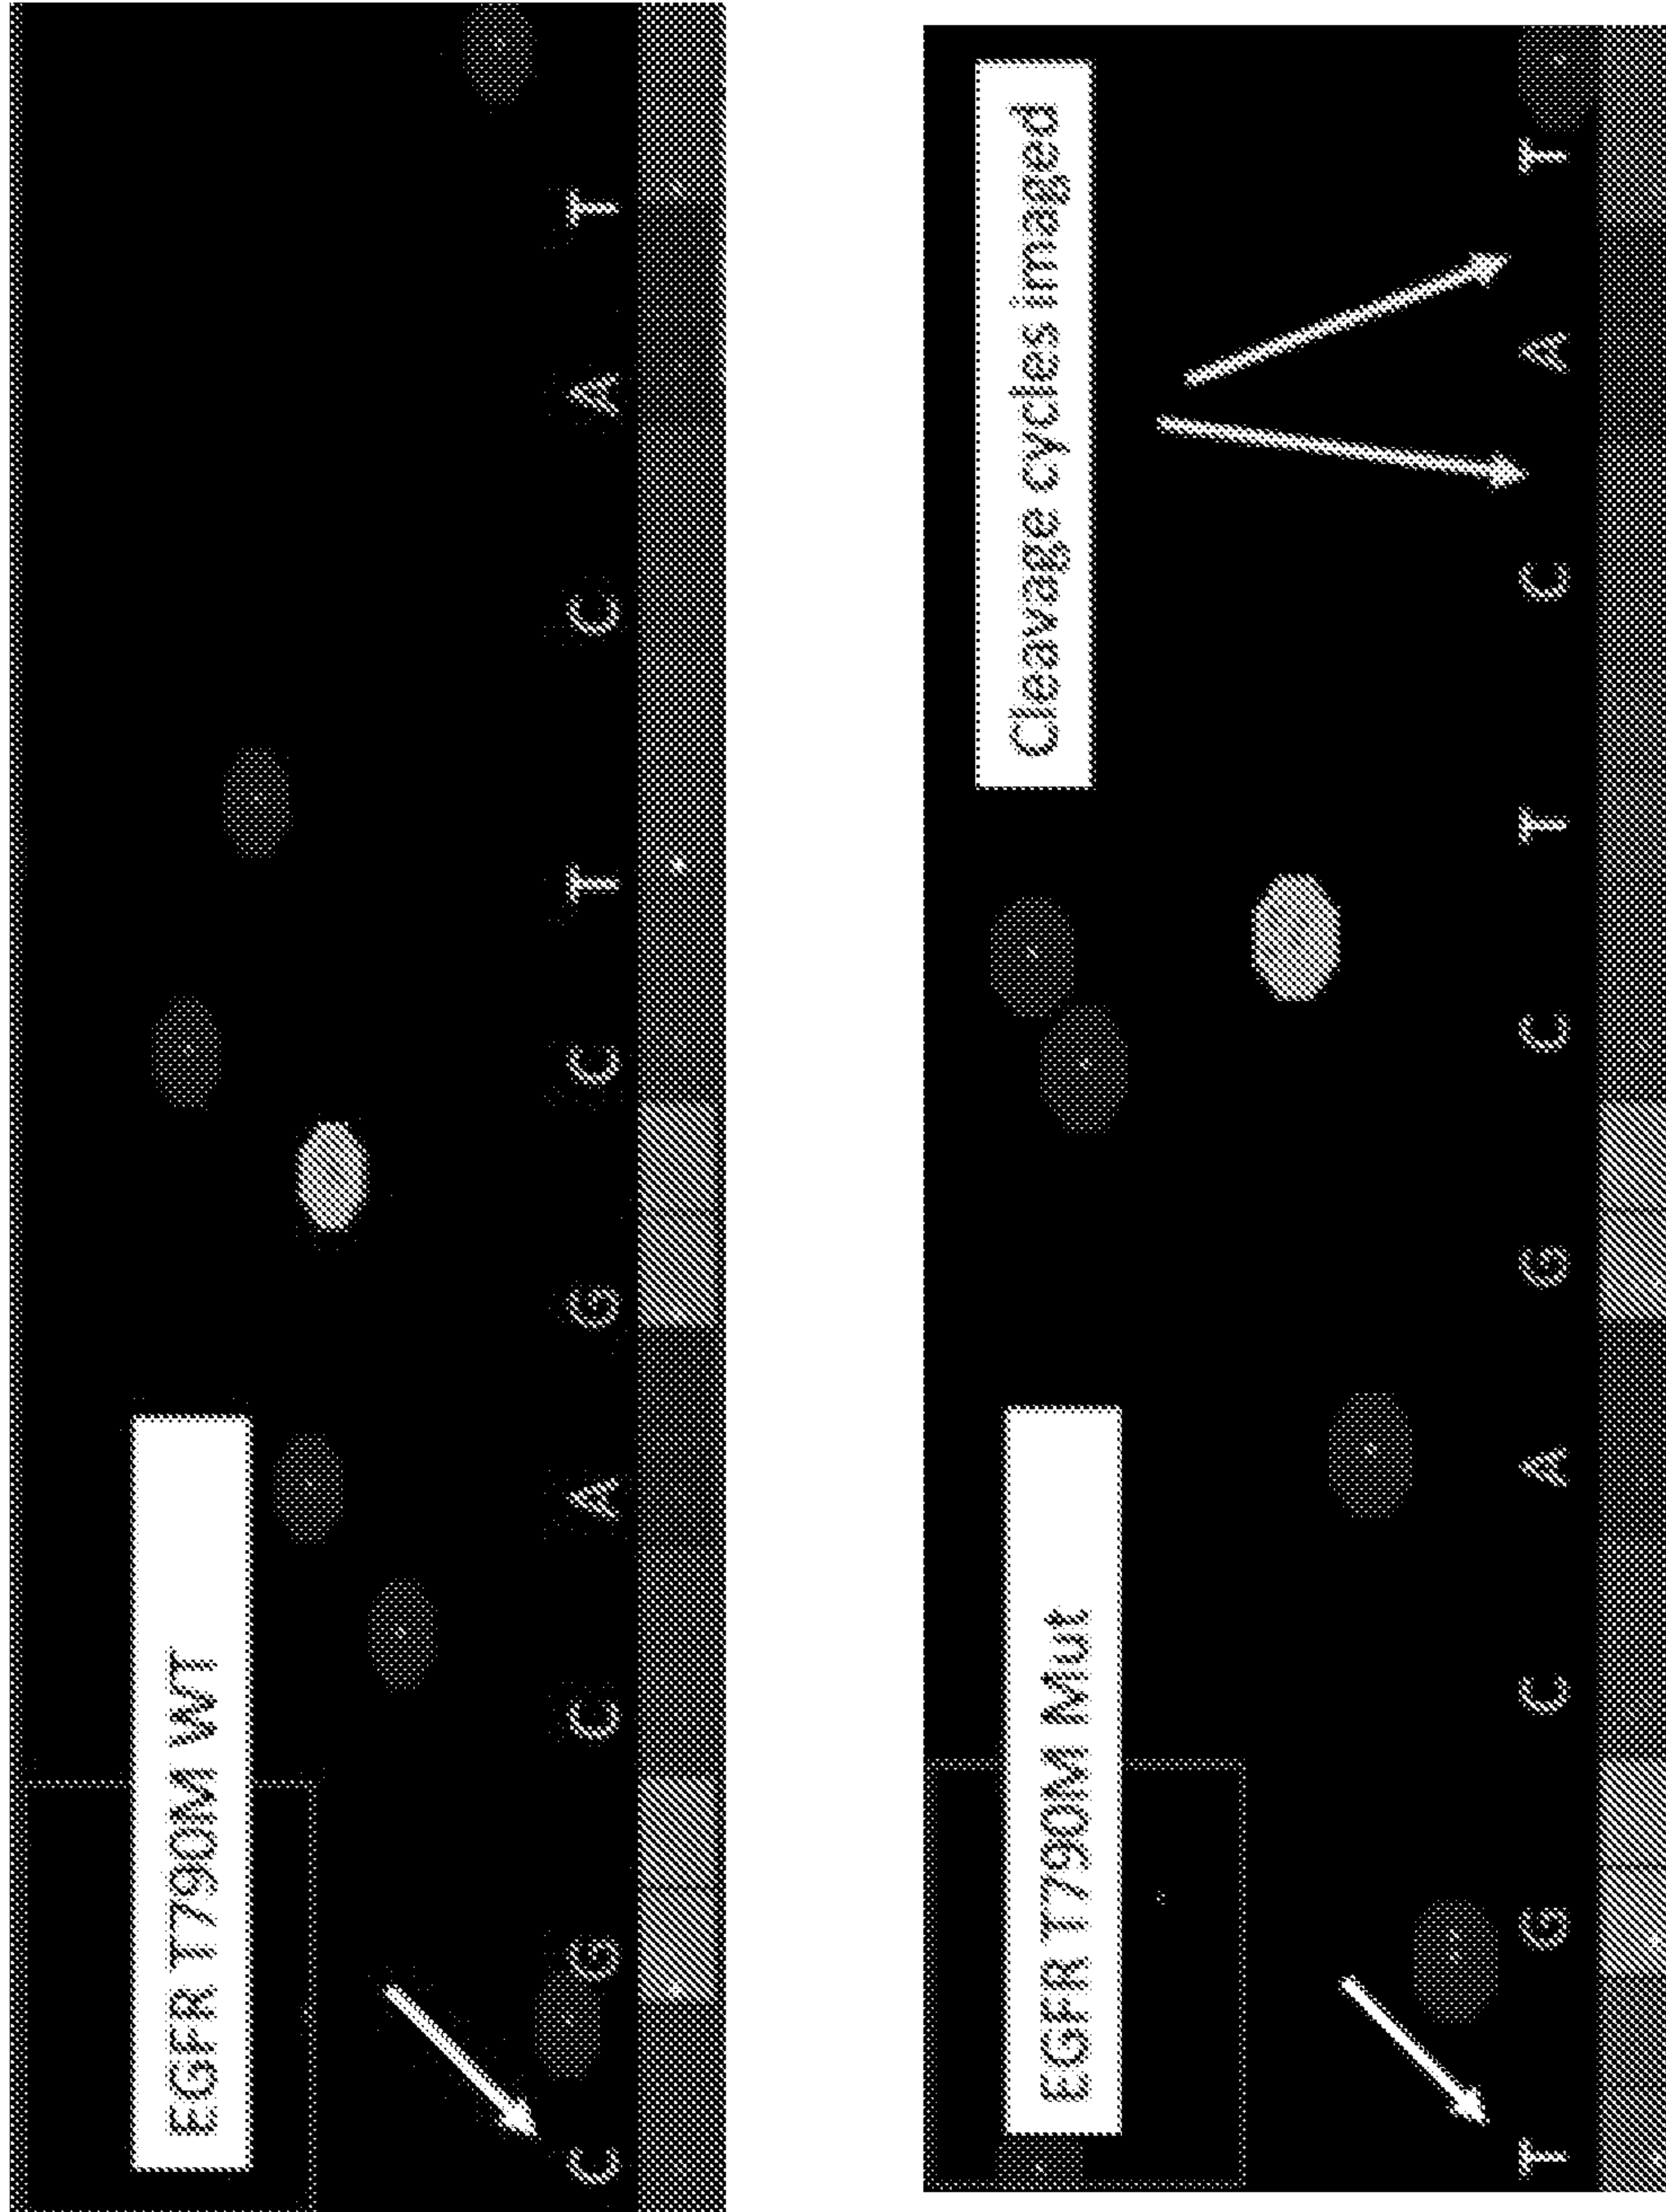 EGFR T790M WT
C G C A G C T C A T
Cleavage cycles imaged
EGFR T790M Mut
T G C A G C T C A T